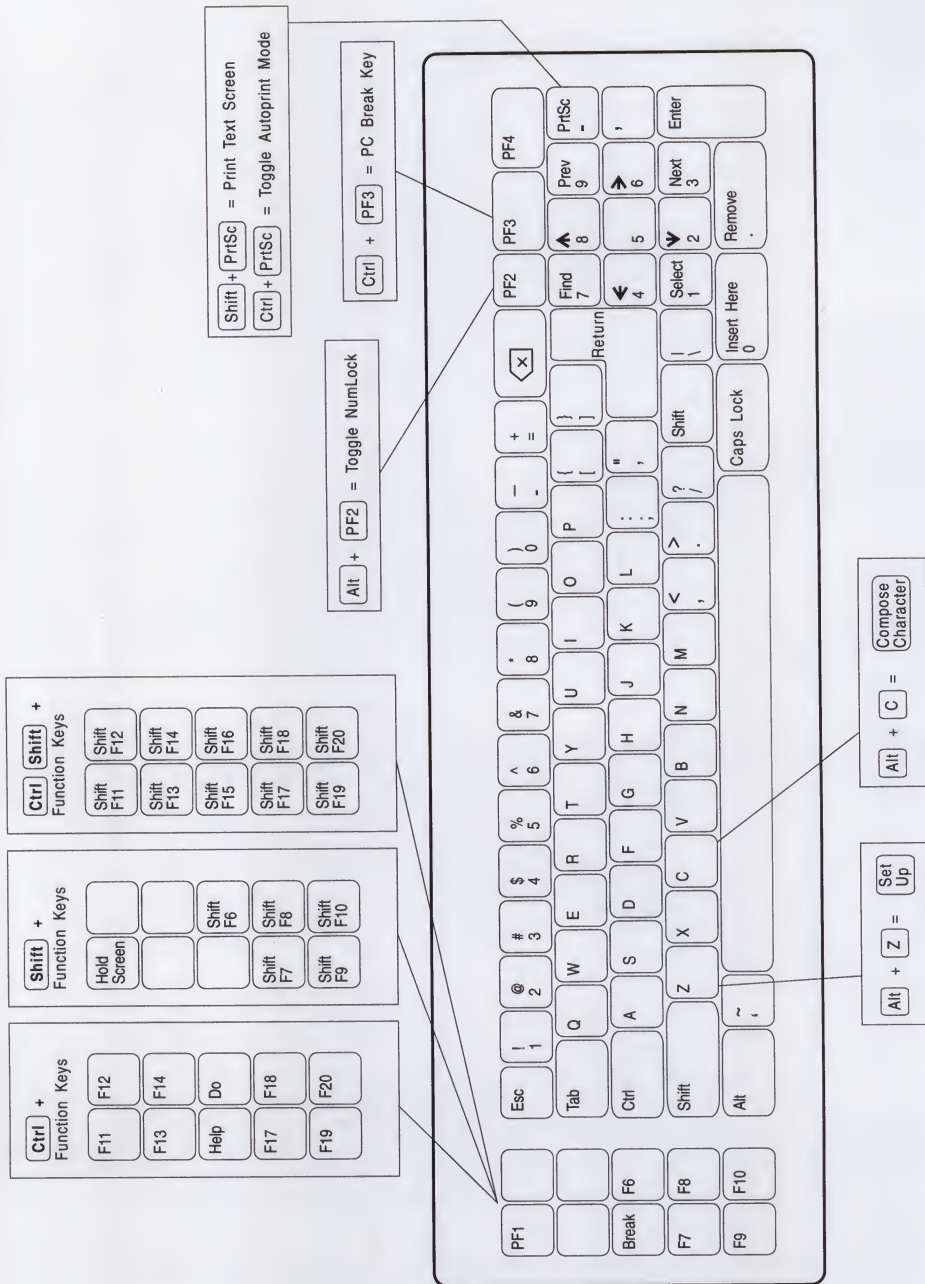 Ctrl +
Function Keys
F11 F12
F13 F14
Help Do
F17 F18
F19 F20
Shift +
Function Keys
Hold
Screen
Shift
F6
Shift Shift
F7 F8
Shift Shift
F9 F10
Ctrl Shift +
Function Keys
Shift Shift
F11 F12
Shift Shift
F13 F14
Shift Shift
F15 F16
Shift Shift
F17 F18
Shift Shift
F19 F20
Shift + PrtSc = Print Text Screen
Ctrl + PrtSc = Toggle Autoprint Mode
Ctrl + PF3 = PC Break Key
Alt + PF2 = Toggle NumLock
PF1
Break F6
F7 F8
F9 F10
Esc ! 1 @ 2 # 3 $ 4 % 5 ^ 6 & 7 * 8 ( 9 ) 0 — - + = PF2 PF3 PF4
Tab Q W E R T Y U I O P { [ } ] Return Find 7 8 Prev 9 PrtSc -
Ctrl A S D F G H J K L : ; " ' 4 5 6 ,
Shift Z X C V B N M < , > . ? / Shift | \ Select 1 2 Next 3 Enter
Alt ~ ` Caps Lock Insert Here 0 Remove .
Alt + Z = Set
Up
Alt + C = Compose
Character